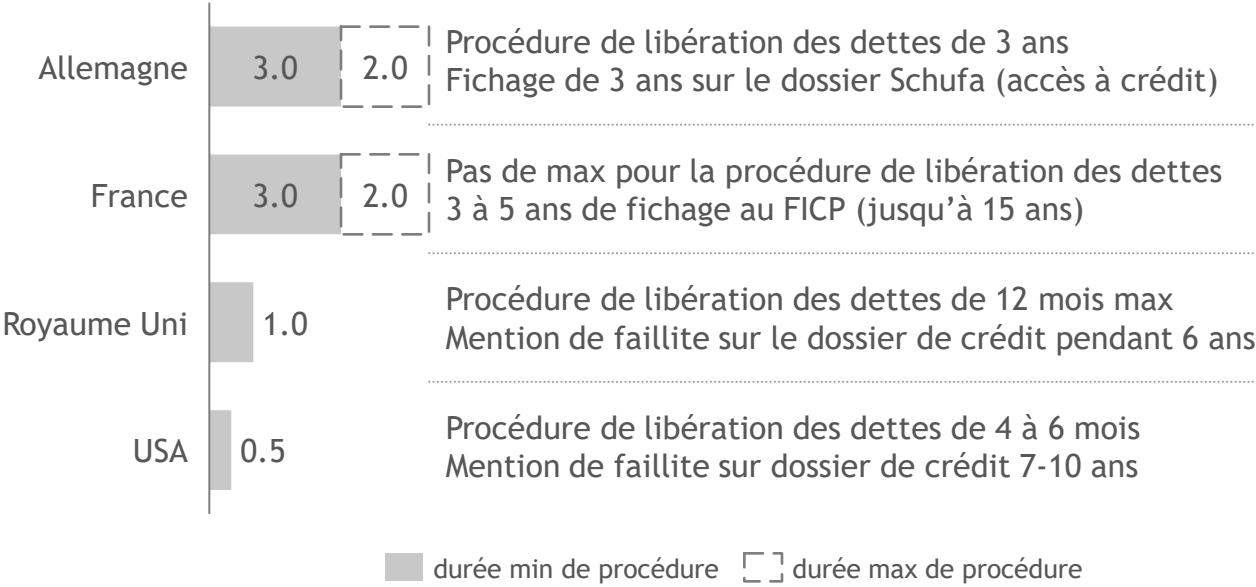 Allemagne
3.0
2.0
Procédure de libération des dettes de 3 ans
Fichage de 3 ans sur le dossier Schufa (accès à crédit)
France
3.0
2.0
Pas de max pour la procédure de libération des dettes
3 à 5 ans de fichage au FICP (jusqu’à 15 ans)
Royaume Uni
1.0
Procédure de libération des dettes de 12 mois max
Mention de faillite sur le dossier de crédit pendant 6 ans
USA
0.5
Procédure de libération des dettes de 4 à 6 mois
Mention de faillite sur dossier de crédit 7-10 ans
durée min de procédure
durée max de procédure